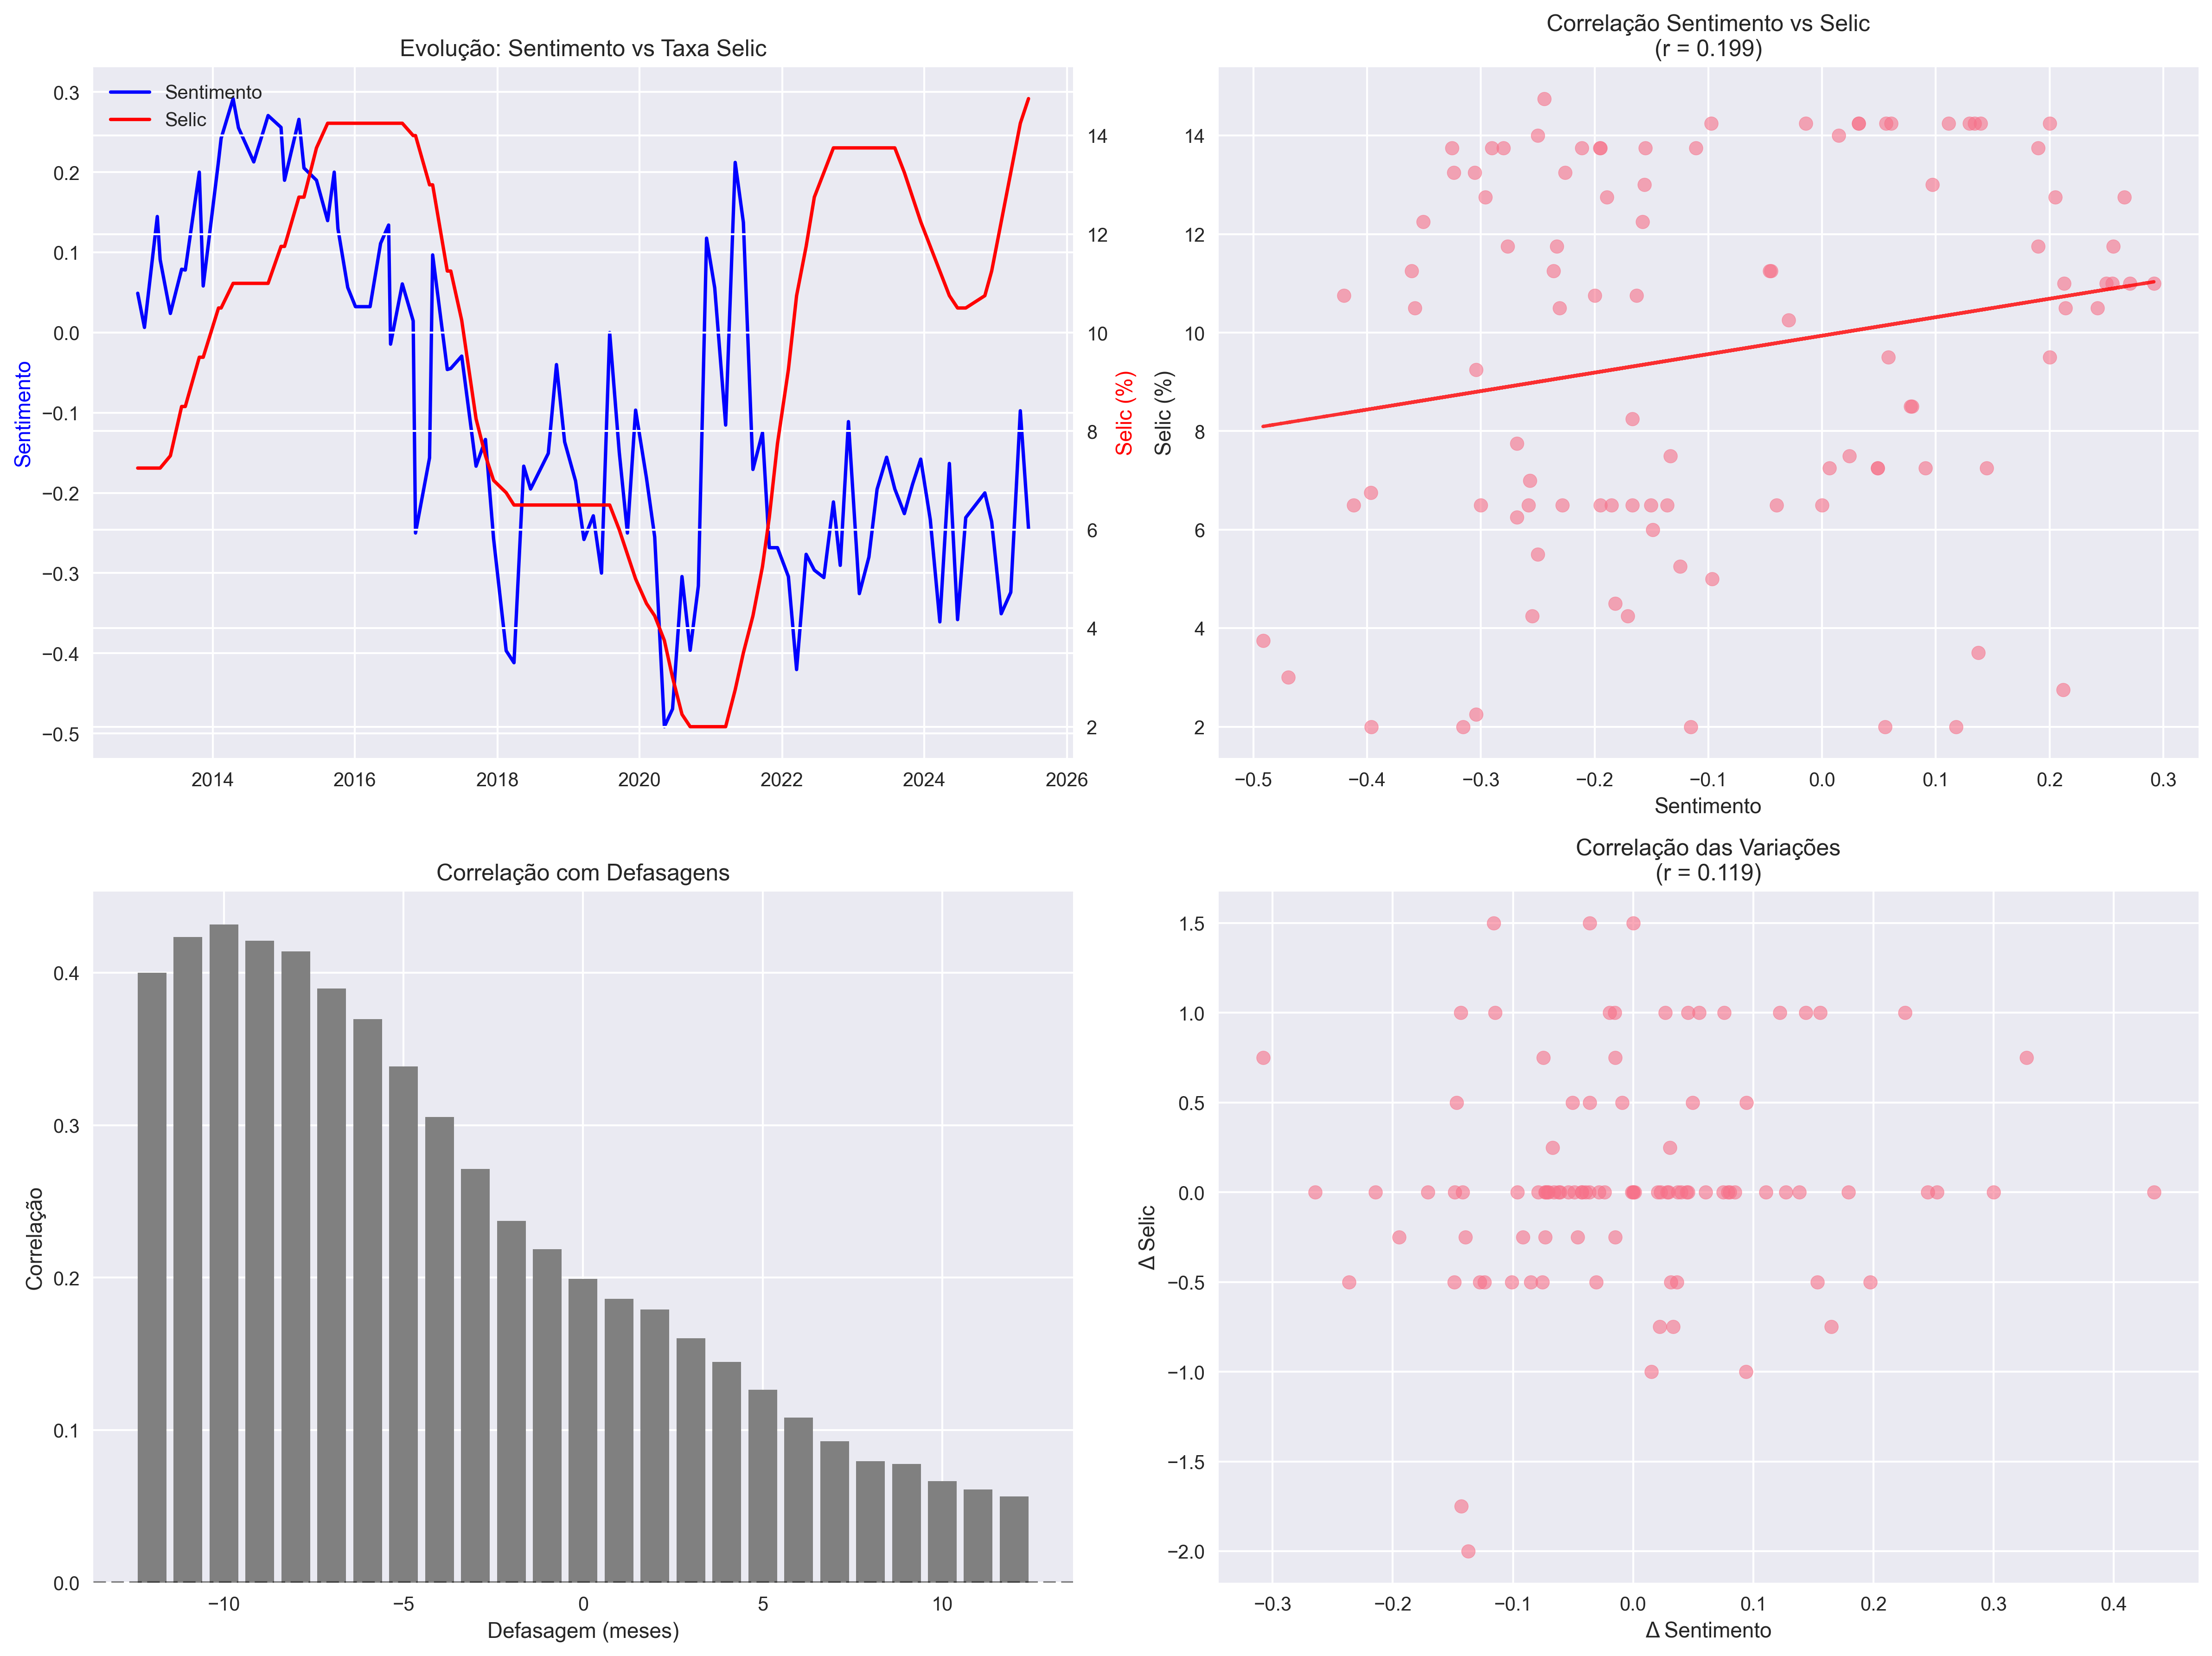 Evolução: Sentimento vs Taxa Selic
Sentimento
Selic
0.3
0.2
0.1
0.0
−0.1
−0.2
−0.3
−0.4
−0.5
Sentimento
14
12
10
8
6
4
2
Selic (%)
2014 2016 2018 2020 2022 2024 2026
Correlação Sentimento vs Selic
(r = 0.199)
14
12
10
8
6
4
2
Selic (%)
−0.5 −0.4 −0.3 −0.2 −0.1 0.0 0.1 0.2 0.3
Sentimento
Correlação com Defasagens
0.4
0.3
0.2
0.1
0.0
Correlação
−10 −5 0 5 10
Defasagem (meses)
Correlação das Variações
(r = 0.119)
1.5
1.0
0.5
0.0
−0.5
−1.0
−1.5
−2.0
Δ Selic
−0.3 −0.2 −0.1 0.0 0.1 0.2 0.3 0.4
Δ Sentimento